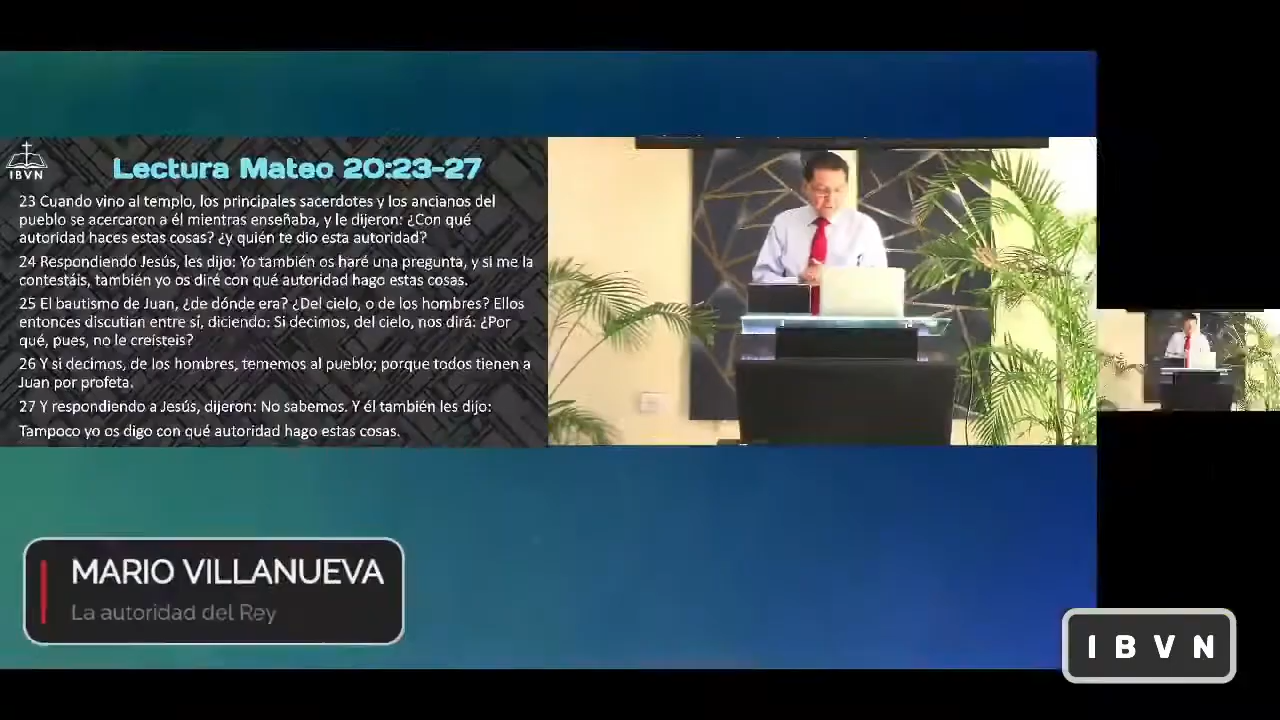 IBVN
Lectura Mateo 20:23-27
23 Cuando vino al templo, los principales sacerdotes y los ancianos del
pueblo se acercaron a él mientras enseñaba, y le dijeron: ¿Con qué
autoridad haces estas cosas? ¿y quién te dio esta autoridad?
24 Respondiendo Jesús, les dijo: Yo también os haré una pregunta, y si me la
contestáis, también yo os diré con qué autoridad hago estas cosas.
25 El bautismo de Juan, ¿de dónde era? ¿Del cielo, o de los hombres? Ellos
entonces discutían entre sí, diciendo: Si decimos, del cielo, nos dirá: ¿Por
qué, pues, no le creísteis?
26 Y si decimos, de los hombres, tememos al pueblo; porque todos tienen a
Juan por profeta.
27 Y respondiendo a Jesús, dijeron: No sabemos. Y él también les dijo:
Tampoco yo os digo con qué autoridad hago estas cosas.
MARIO VILLANUEVA
La autoridad del Rey
IBVN